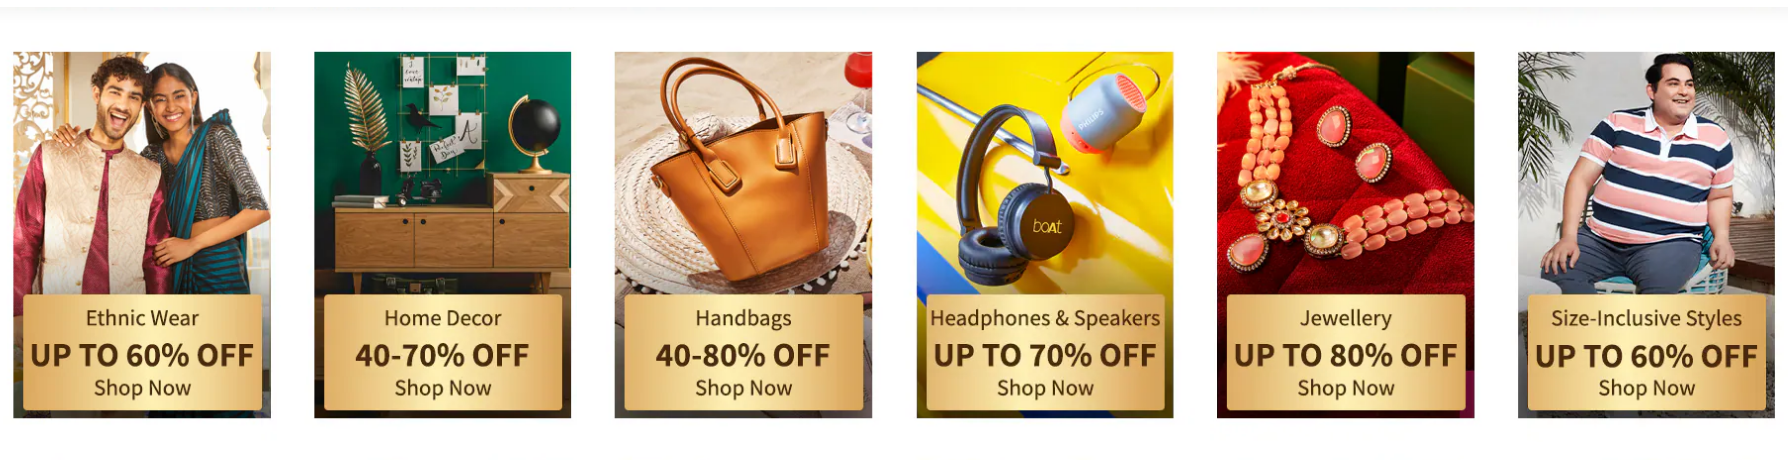 Ethnic Wear
UP TO 60% OFF
Shop Now
Home Decor
40-70% OFF
Shop Now
Handbags
40-80% OFF
Shop Now
PHILIPS
boAt
Headphones & Speakers
UP TO 70% OFF
Shop Now
Jewellery
UP TO 80% OFF
Shop Now
Size-Inclusive Styles
UP TO 60% OFF
Shop Now